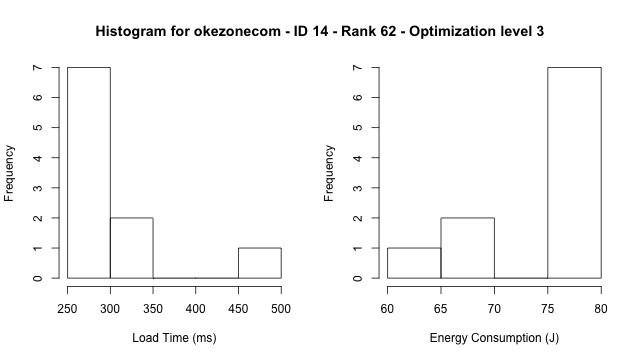 Histogram for okezonecom - ID 14 - Rank 62 - Optimization level 3
Frequency
0 1 2 3 4 5 6 7
250 300 350 400 450 500
Load Time (ms)
Frequency
0 1 2 3 4 5 6 7
60 65 70 75 80
Energy Consumption (J)